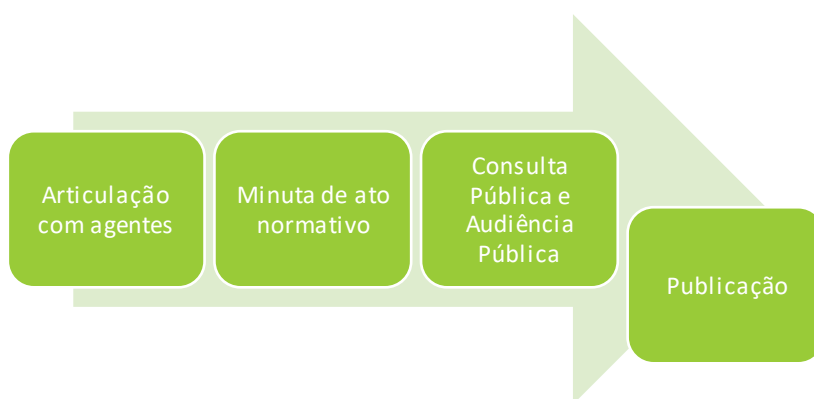 Articulação
com agentes
Minuta de ato
normativo
Consulta
Pública e
Audiência
Pública
Publicação